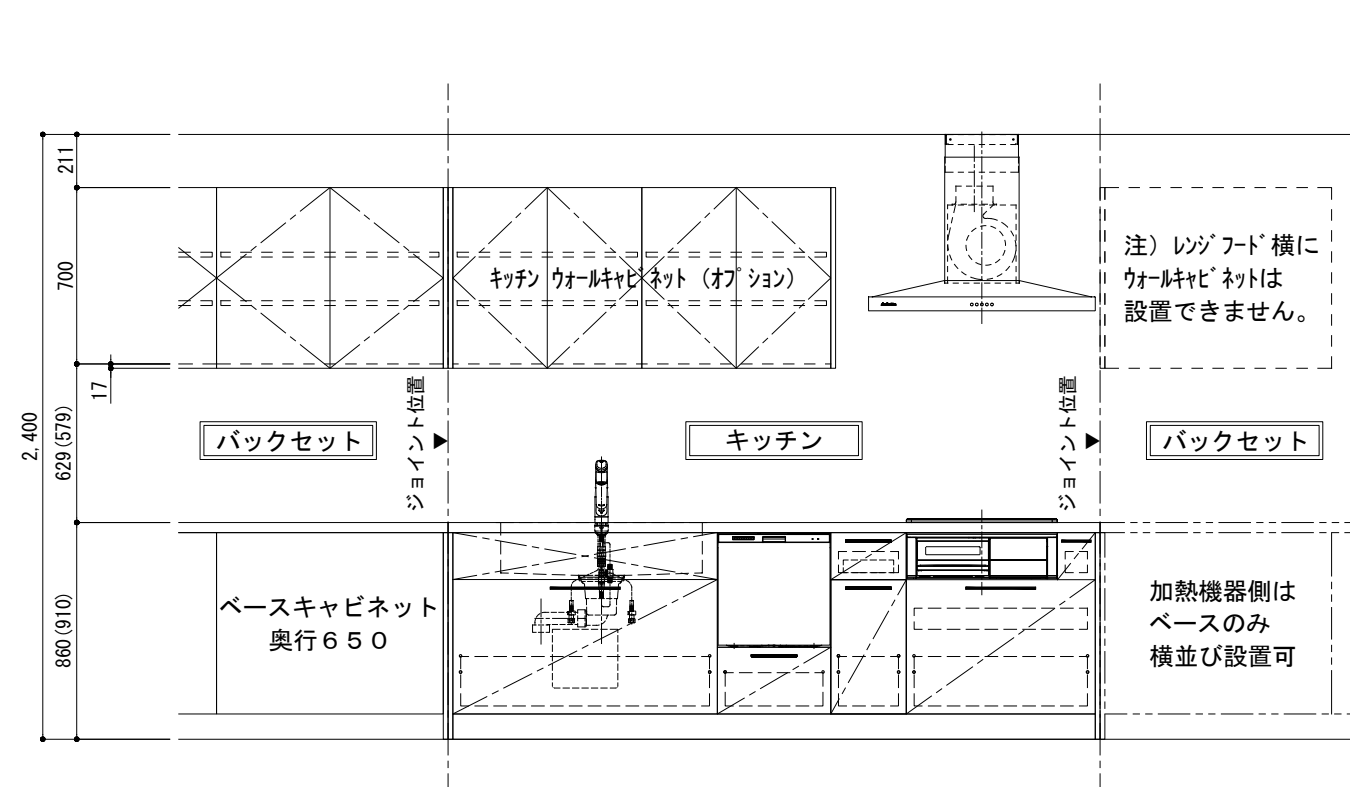 211
700
17
2,400
629(579)
860(910)
キッチン ウォールキャビネット （オプション）
注）レンジフード横に
ウォールキャビネットは
設置できません。
ジョイント位置
ジョイント位置
バックセット
キッチン
バックセット
ベースキャビネット
奥行６５０
加熱機器側は
ベースのみ
横並び設置可